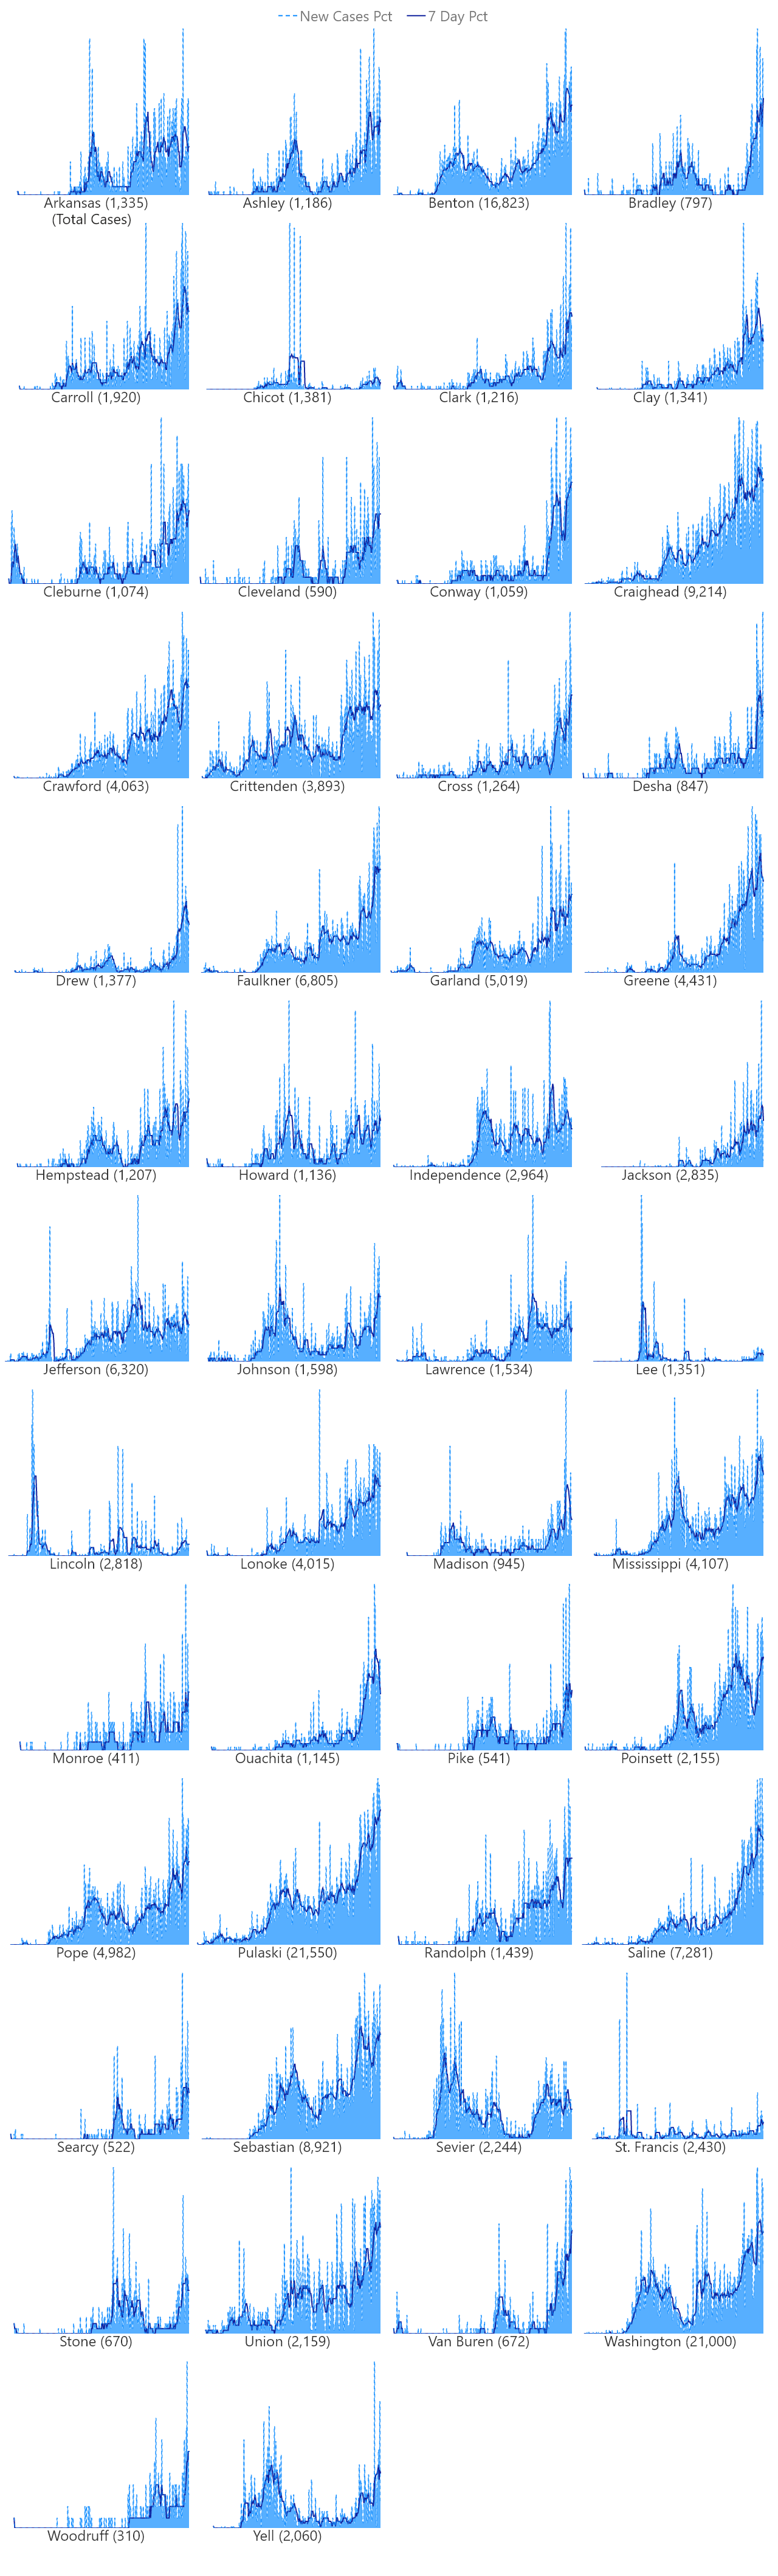 New Cases Pct 7 Day Pct
Arkansas (1,335) Ashley (1,186) Benton (16,823) Bradley (797)
(Total Cases)
Carroll (1,920) Chicot (1,381) Clark (1,216) Clay (1,341)
Cleburne (1,074) Cleveland (590) Conway (1,059) Craighead (9,214)
Crawford (4,063) Crittenden (3,893) Cross (1,264) Desha (847)
Drew (1,377) Faulkner (6,805) Garland (5,019) Greene (4,431)
Hempstead (1,207) Howard (1,136) Independence (2,964) Jackson (2,835)
Jefferson (6,320) Johnson (1,598) Lawrence (1,534) Lee (1,351)
Lincoln (2,818) Lonoke (4,015) Madison (945) Mississippi (4,107)
Monroe (411) Ouachita (1,145) Pike (541) Poinsett (2,155)
Pope (4,982) Pulaski (21,550) Randolph (1,439) Saline (7,281)
Searcy (522) Sebastian (8,921) Sevier (2,244) St. Francis (2,430)
Stone (670) Union (2,159) Van Buren (672) Washington (21,000)
Woodruff (310) Yell (2,060)